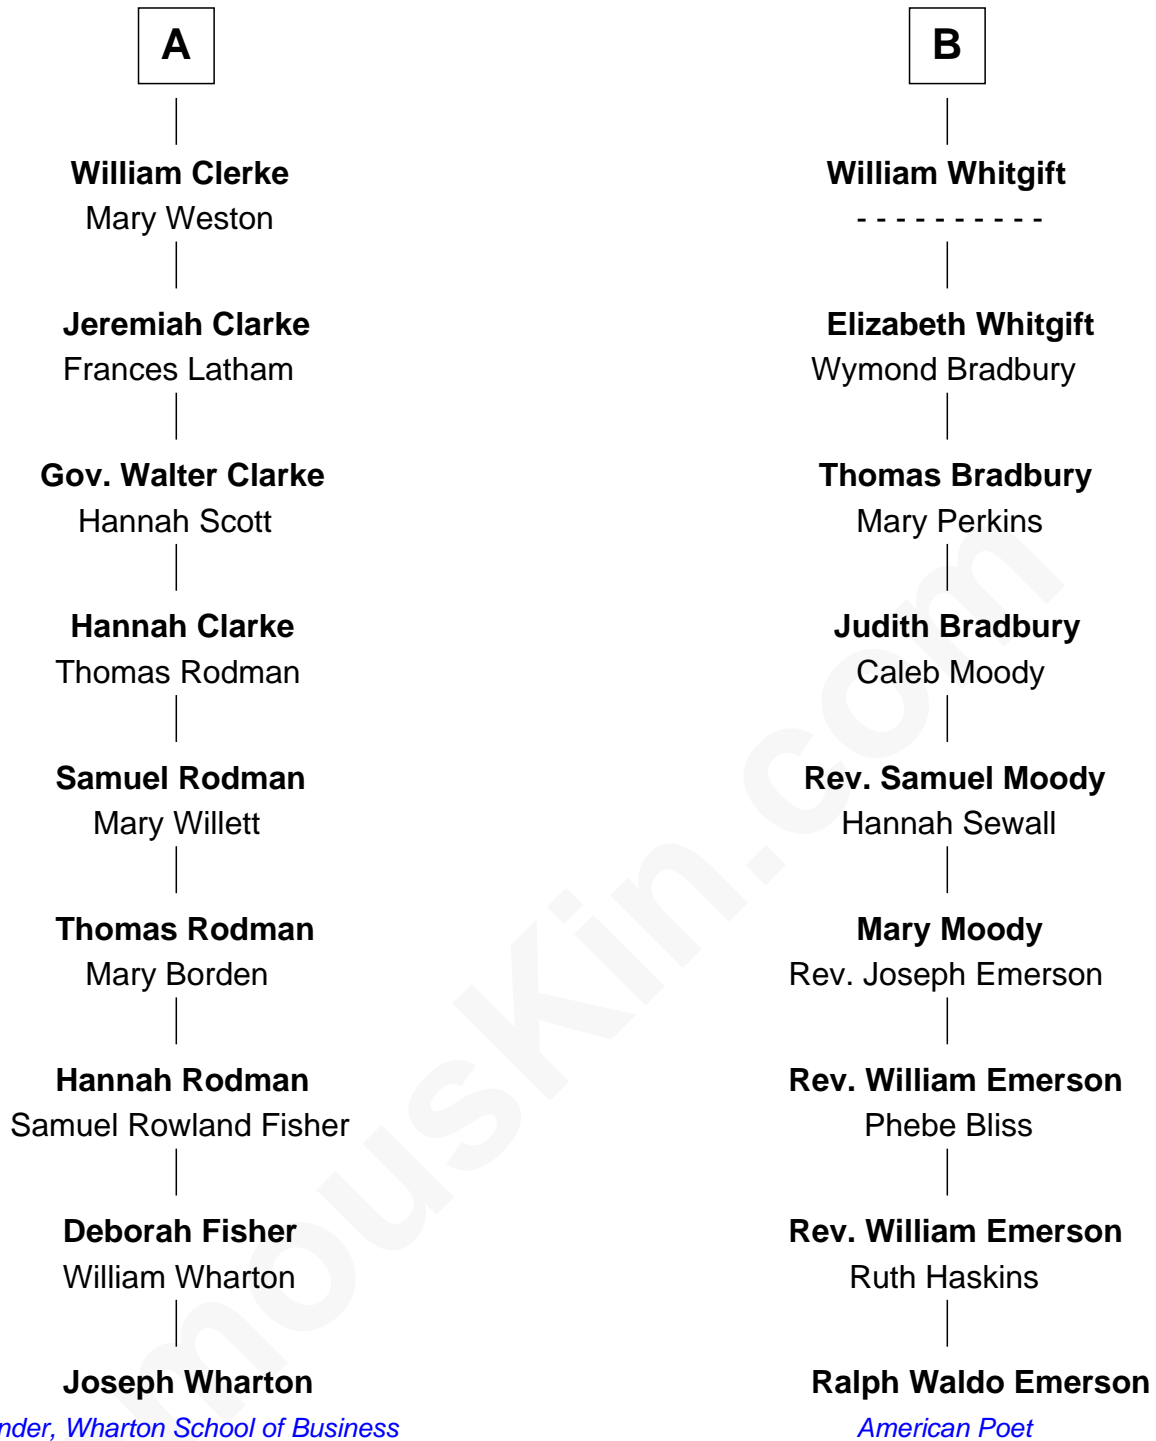 A
William Clerke
Mary Weston
Jeremiah Clarke
Frances Latham
Gov. Walter Clarke
Hannah Scott
Hannah Clarke
Thomas Rodman
Samuel Rodman
Mary Willett
Thomas Rodman
Mary Borden
Hannah Rodman
Samuel Rowland Fisher
Deborah Fisher
William Wharton
Joseph Wharton
nder, Wharton School of Business
B
William Whitgift
- - - - - - - - - -
Elizabeth Whitgift
Wymond Bradbury
Thomas Bradbury
Mary Perkins
Judith Bradbury
Caleb Moody
Rev. Samuel Moody
Hannah Sewall
Mary Moody
Rev. Joseph Emerson
Rev. William Emerson
Phebe Bliss
Rev. William Emerson
Ruth Haskins
Ralph Waldo Emerson
American Poet
mousKin.com